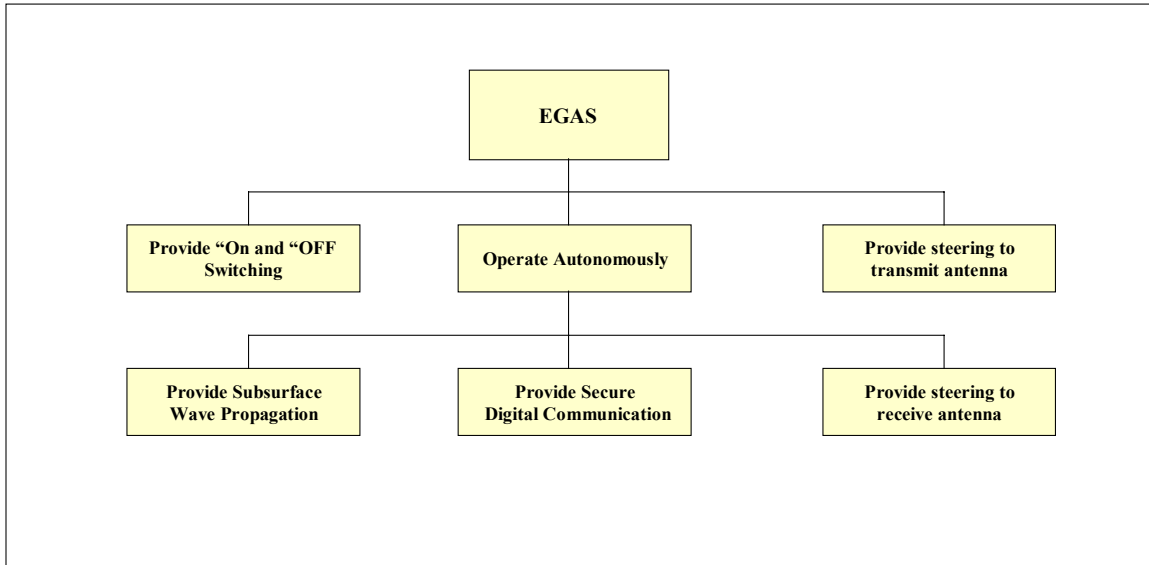 EGAS
Provide “On and “OFF
Switching
Operate Autonomously
Provide steering to
transmit antenna
Provide Subsurface
Wave Propagation
Provide Secure
Digital Communication
Provide steering to
receive antenna